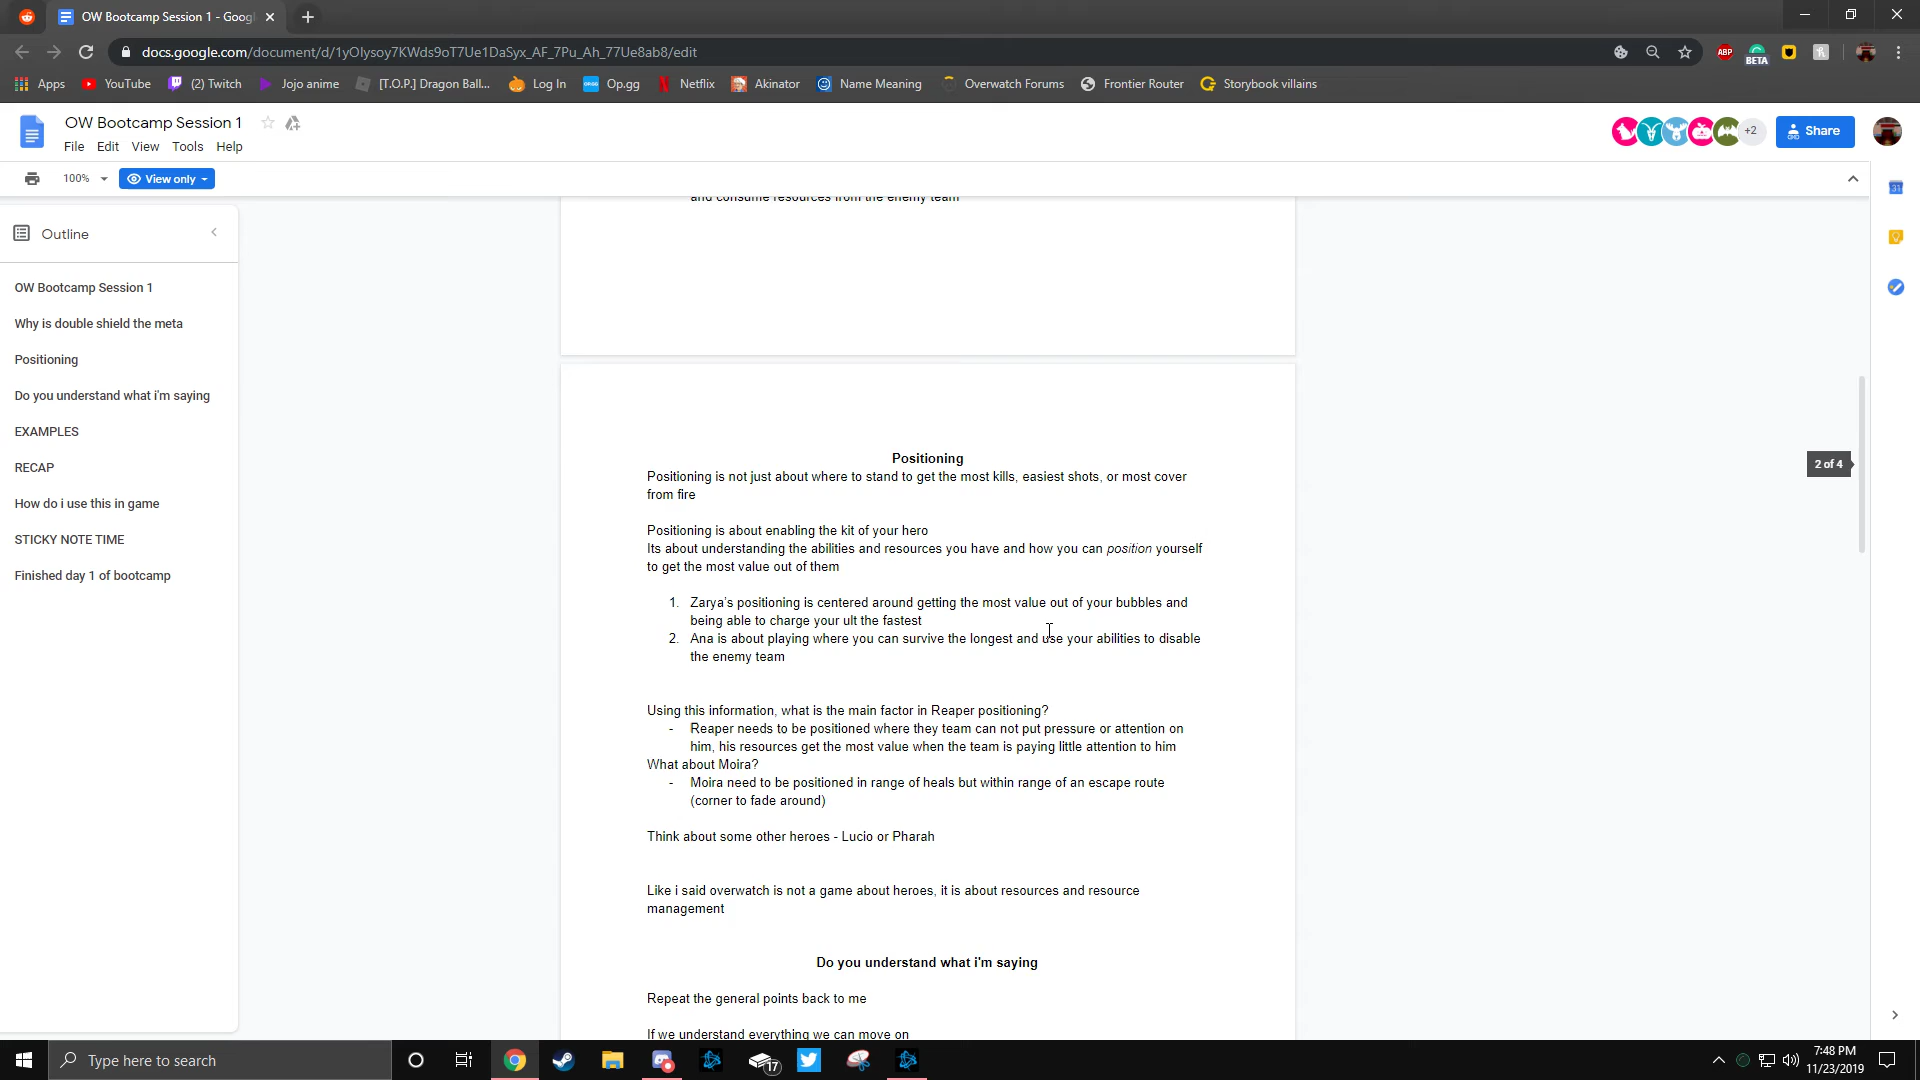 OW Bootcamp Session 1 - Goog
docs.google.com/document/d/1yOlysoy7KWds9oT7Ue1DaSyx_AF_7Pu_Ah_77Ue8ab8/edit
ABP
BETA
Apps
YouTube
(2) Twitch
Jojo anime
[T.O.P.] Dragon Ball...
Log In
Op.gg
Netflix
Akinator
Name Meaning
Overwatch Forums
Frontier Router
Storybook villains
OW Bootcamp Session 1
+2
Share
File Edit View Tools Help
100%
View only
31
Outline
OW Bootcamp Session 1
Why is double shield the meta
Positioning
Do you understand what i'm saying
EXAMPLES
RECAP
How do i use this in game
STICKY NOTE TIME
Finished day 1 of bootcamp
and consume resources from the enemy team
Positioning
Positioning is not just about where to stand to get the most kills, easiest shots, or most cover
from fire
Positioning is about enabling the kit of your hero
Its about understanding the abilities and resources you have and how you can position yourself
to get the most value out of them
1. Zarya's positioning is centered around getting the most value out of your bubbles and
being able to charge your ult the fastest
2. Ana is about playing where you can survive the longest and use your abilities to disable
the enemy team
Using this information, what is the main factor in Reaper positioning?
- Reaper needs to be positioned where they team can not put pressure or attention on
him, his resources get the most value when the team is paying little attention to him
What about Moira?
- Moira need to be positioned in range of heals but within range of an escape route
(corner to fade around)
Think about some other heroes - Lucio or Pharah
Like i said overwatch is not a game about heroes, it is about resources and resource
management
Do you understand what i'm saying
Repeat the general points back to me
If we understand everything we can move on
2 of 4
Type here to search
17
7:48 PM
11/23/2019